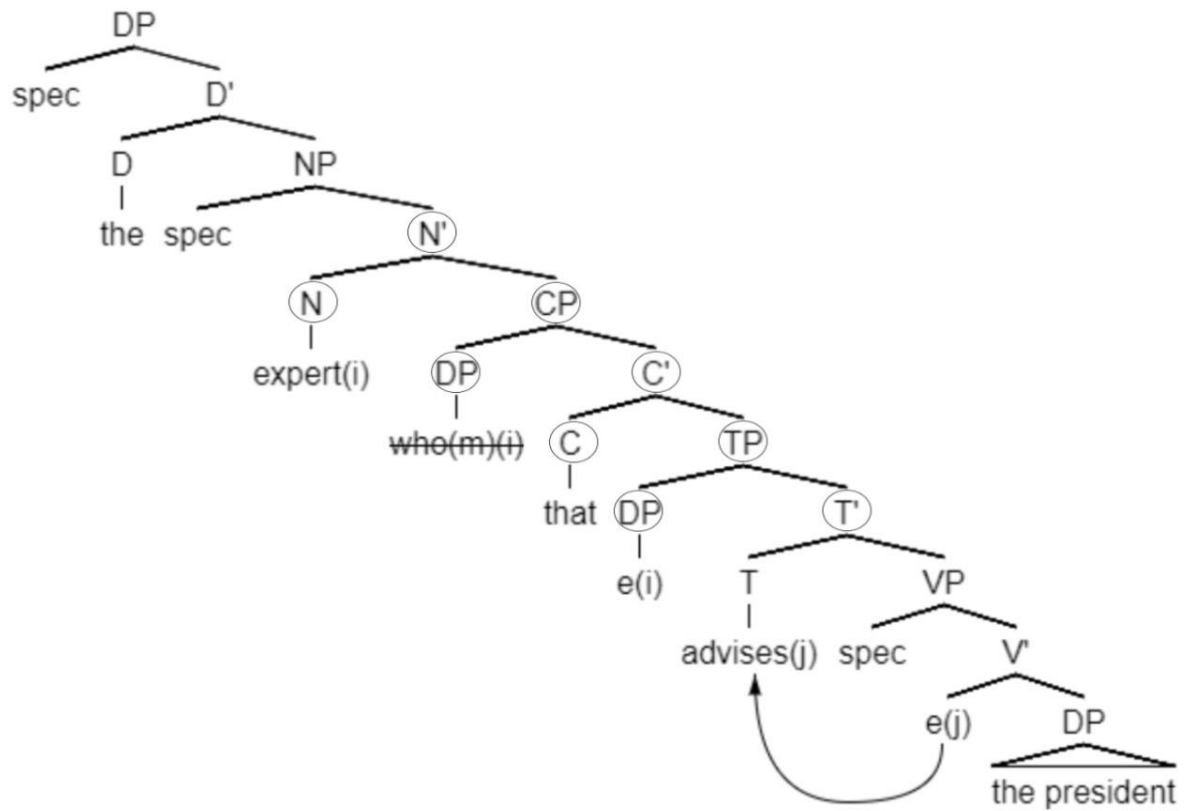 DP
spec D'
D NP
the spec N'
N CP
expert(i) DP C'
who(m)(i) C TP
that DP T'
e(i) T VP
advises(j) spec V'
e(j) DP
the president